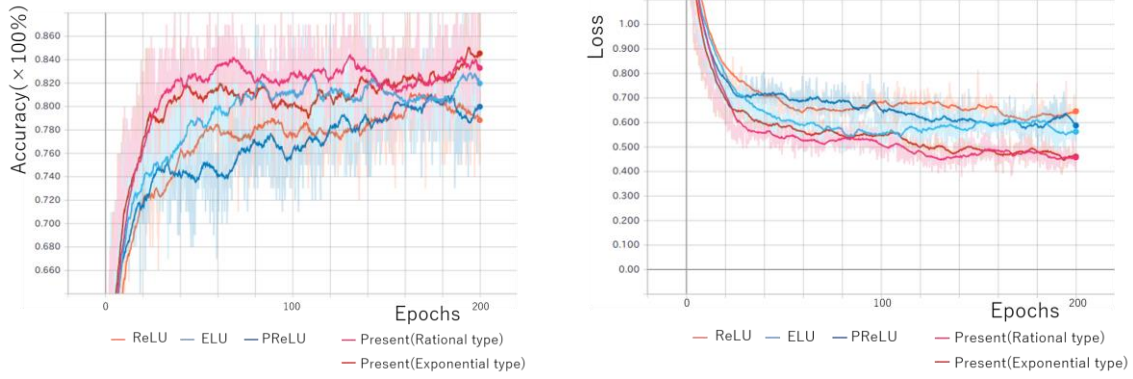 Accuracy(×100%)
0.860
0.840
0.820
0.800
0.780
0.760
0.740
0.720
0.680
0.660
0
100
200
Epochs
ReLU
ELU
PReLU
Present(Rational type)
Present(Exponential type)
Loss
1.00
0.900
0.800
0.700
0.600
0.500
0.400
0.300
0.200
0.100
0.00
0
100
200
Epochs
ReLU
ELU
PReLU
Present(Rational type)
Present(Exponential type)